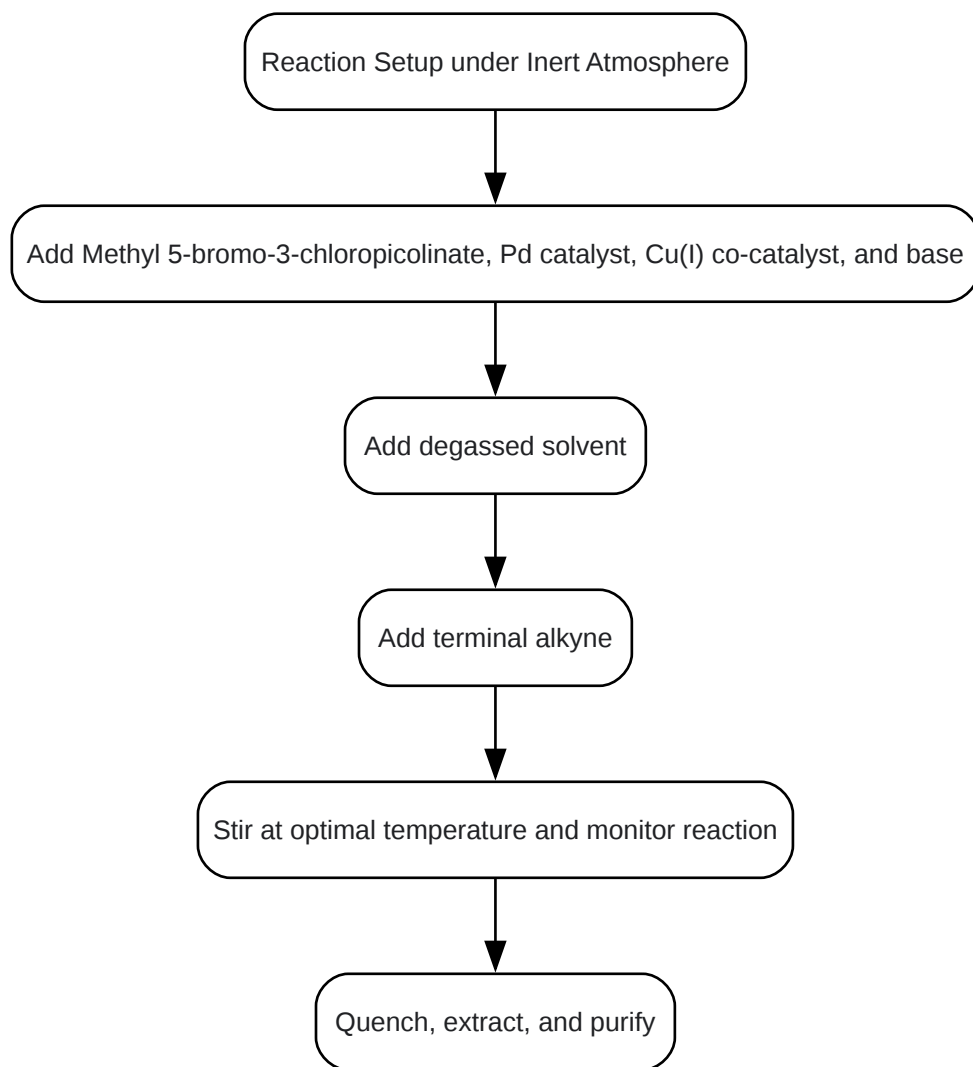 Reaction Setup under Inert Atmosphere
Add Methyl 5-bromo-3-chloropicolinate, Pd catalyst, Cu(I) co-catalyst, and base
Add degassed solvent
Add terminal alkyne
Stir at optimal temperature and monitor reaction
Quench, extract, and purify